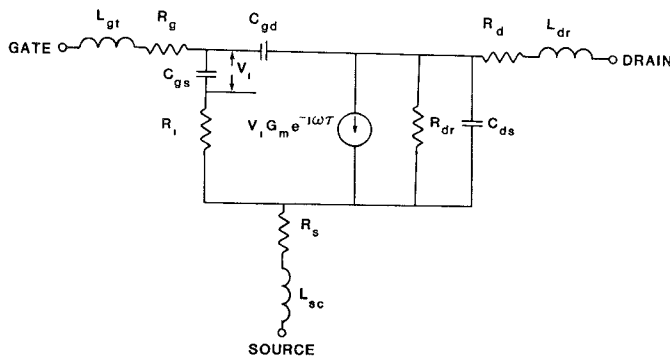 L_gt
R_g
C_gd
R_d
L_dr
GATE
DRAIN
C_gs
V_I
R_I
V_I G_m e^-Iωτ
R_dr
C_ds
R_s
L_sc
SOURCE